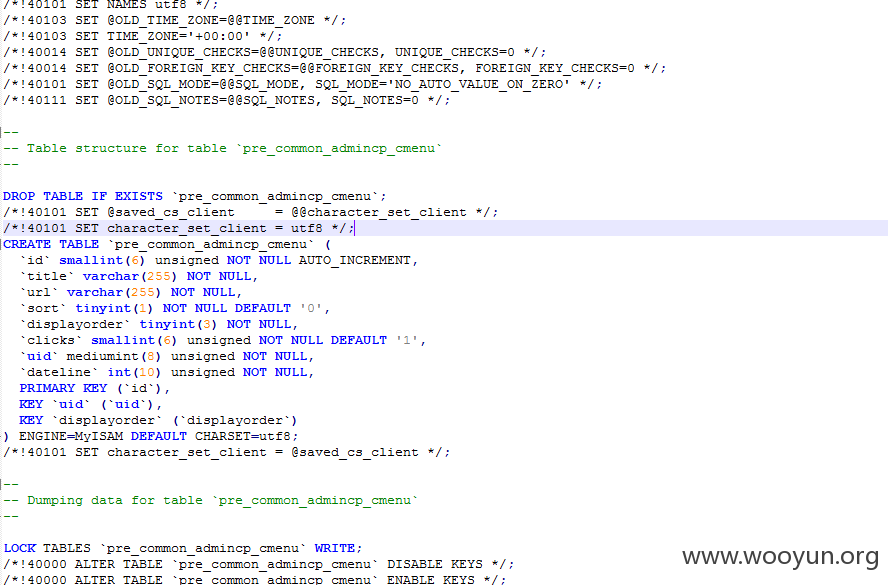 /*!40101 SET NAMES utf8 */;
/*!40103 SET @OLD_TIME_ZONE=@@TIME_ZONE */;
/*!40103 SET TIME_ZONE='+00:00' */;
/*!40014 SET @OLD_UNIQUE_CHECKS=@@UNIQUE_CHECKS, UNIQUE_CHECKS=0 */;
/*!40014 SET @OLD_FOREIGN_KEY_CHECKS=@@FOREIGN_KEY_CHECKS, FOREIGN_KEY_CHECKS=0 */;
/*!40101 SET @OLD_SQL_MODE=@@SQL_MODE, SQL_MODE='NO_AUTO_VALUE_ON_ZERO' */;
/*!40111 SET @OLD_SQL_NOTES=@@SQL_NOTES, SQL_NOTES=0 */;
--
-- Table structure for table `pre_common_admincp_cmenu`
--
DROP TABLE IF EXISTS `pre_common_admincp_cmenu`;
/*!40101 SET @saved_cs_client     = @@character_set_client */;
/*!40101 SET character_set_client = utf8 */;
CREATE TABLE `pre_common_admincp_cmenu` (
  `id` smallint(6) unsigned NOT NULL AUTO_INCREMENT,
  `title` varchar(255) NOT NULL,
  `url` varchar(255) NOT NULL,
  `sort` tinyint(1) NOT NULL DEFAULT '0',
  `displayorder` tinyint(3) NOT NULL,
  `clicks` smallint(6) unsigned NOT NULL DEFAULT '1',
  `uid` mediumint(8) unsigned NOT NULL,
  `dateline` int(10) unsigned NOT NULL,
  PRIMARY KEY (`id`),
  KEY `uid` (`uid`),
  KEY `displayorder` (`displayorder`)
) ENGINE=MyISAM DEFAULT CHARSET=utf8;
/*!40101 SET character_set_client = @saved_cs_client */;
--
-- Dumping data for table `pre_common_admincp_cmenu`
--
LOCK TABLES `pre_common_admincp_cmenu` WRITE;
/*!40000 ALTER TABLE `pre_common_admincp_cmenu` DISABLE KEYS */;
/*!40000 ALTER TABLE `pre_common_admincp_cmenu` ENABLE KEYS */;
www.wooyun.org